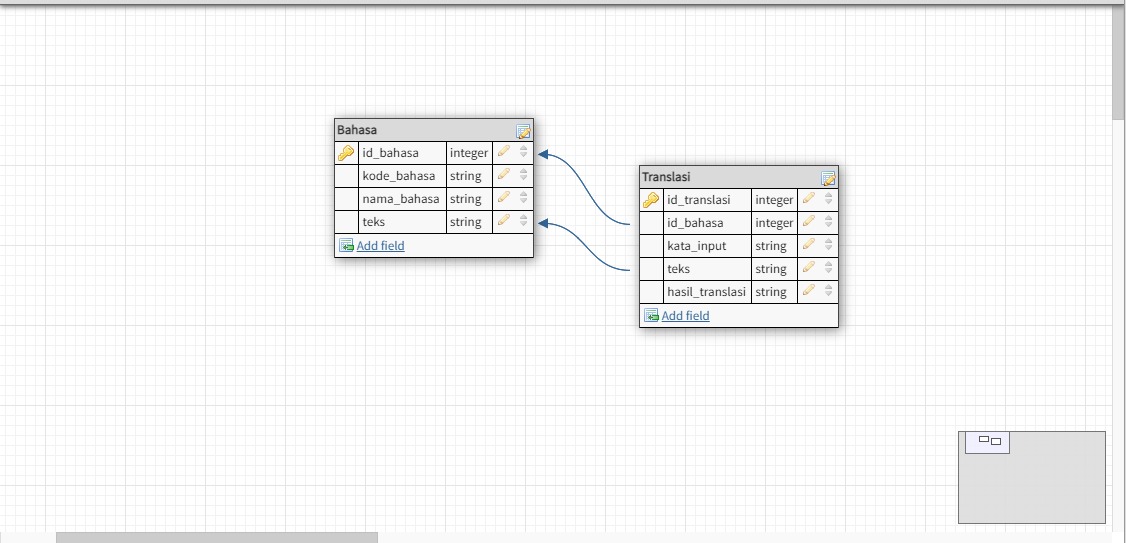 Bahasa
id_bahasa integer
kode_bahasa string
nama_bahasa string
teks string
Add field
Translasi
id_translasi integer
id_bahasa integer
kata_input string
teks string
hasil_translasi string
Add field